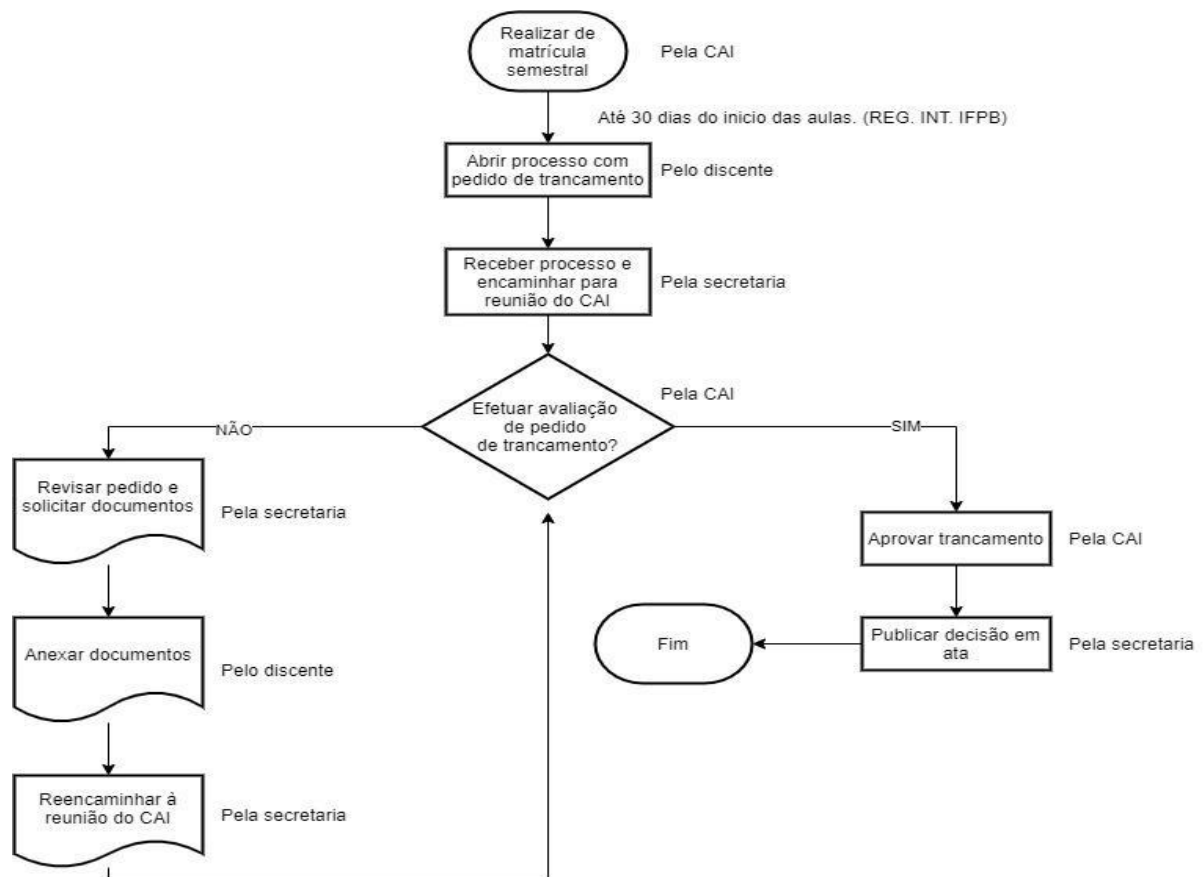 Realizar de
matrícula
semestral
Pela CAI
Até 30 dias do inicio das aulas. (REG. INT. IFPB)
Abrir processo com
pedido de trancamento
Pelo discente
Receber processo e
encaminhar para
reunião do CAI
Pela secretaria
Efetuar avaliação
de pedido
de trancamento?
Pela CAI
NÃO
SIM
Revisar pedido e
solicitar documentos
Pela secretaria
Aprovar trancamento
Pela CAI
Anexar documentos
Pelo discente
Fim
Publicar decisão em
ata
Pela secretaria
Reencaminhar à
reunião do CAI
Pela secretaria